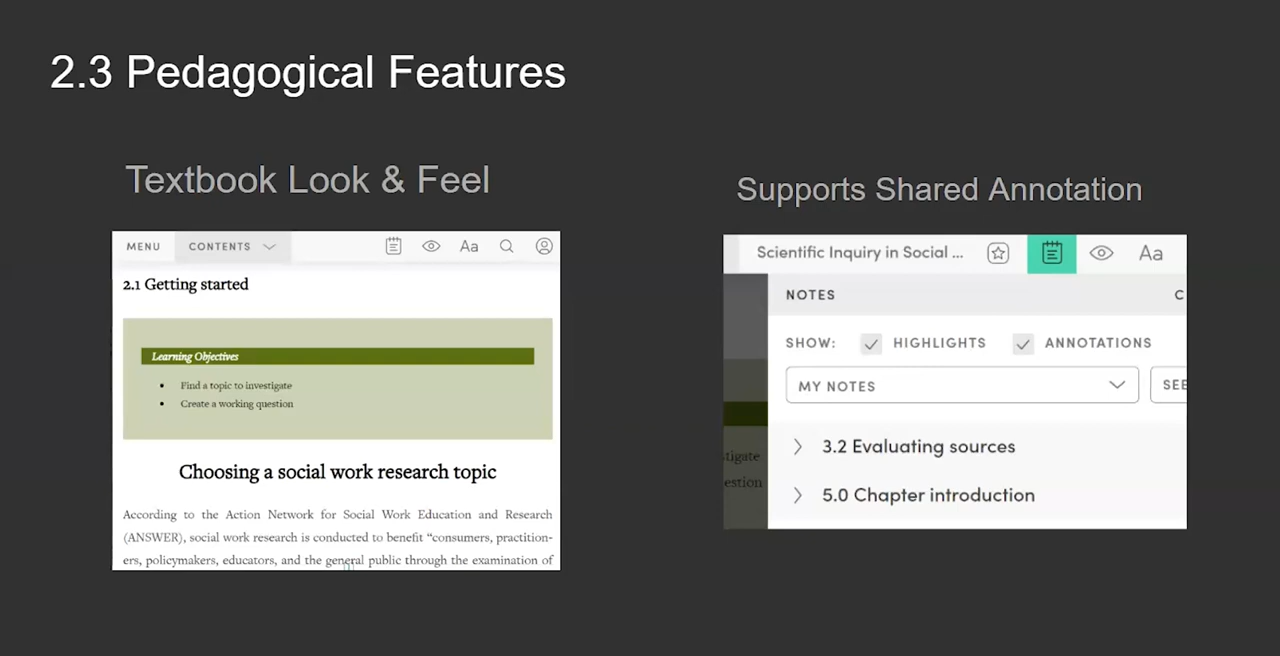 2.3 Pedagogical Features
Textbook Look & Feel
MENU CONTENTS Aa
2.1 Getting started
Learning Objectives
• Find a topic to investigate
• Create a working question
Choosing a social work research topic
According to the Action Network for Social Work Education and Research
(ANSWER), social work research is conducted to benefit “consumers, practition-
ers, policymakers, educators, and the general public through the examination of
Supports Shared Annotation
Scientific Inquiry in Social ... Aa
NOTES C
SHOW: HIGHLIGHTS ANNOTATIONS
MY NOTES SEE
3.2 Evaluating sources
tigate
estion
5.0 Chapter introduction